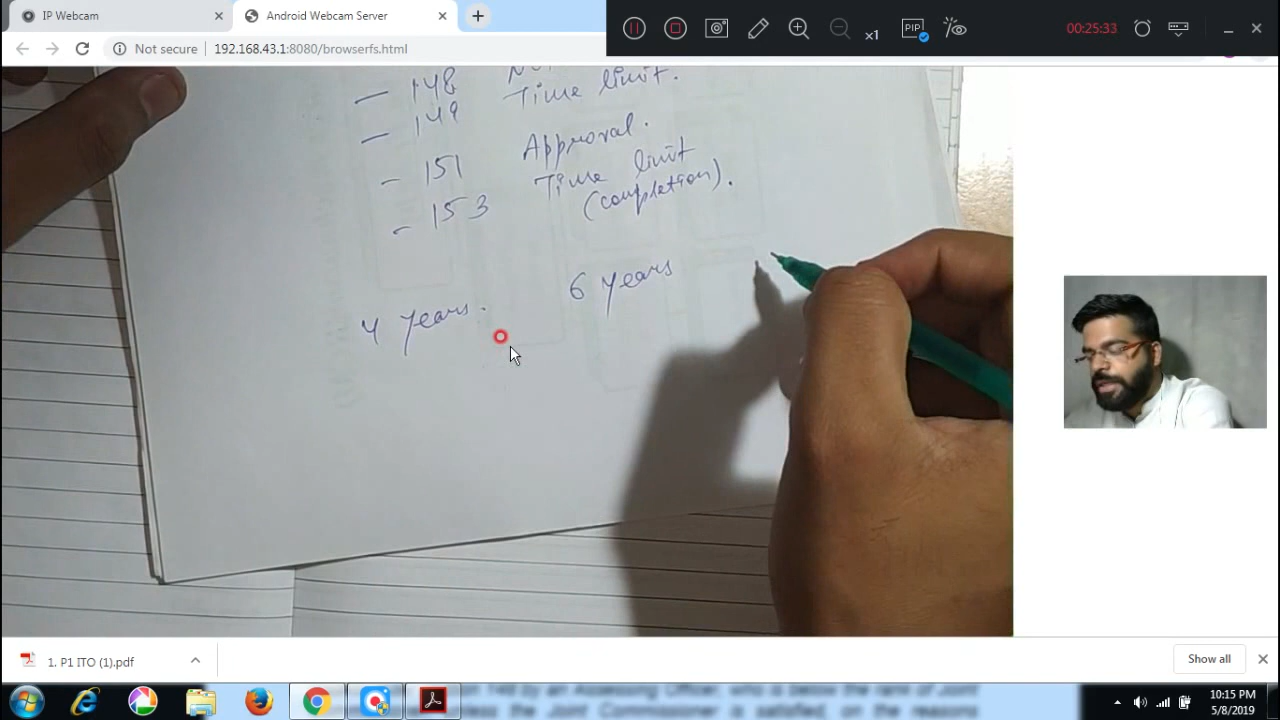 IP Webcam
Android Webcam Server
Not secure 192.168.43.1:8080/browserfs.html
x1
PIP
00:25:33
- 148
- 149 Time limit.
- 151 Approval.
- 153 Time limit
(completion).
4 years. 6 years
1. P1 ITO (1).pdf
Show all
10:15 PM
5/8/2019